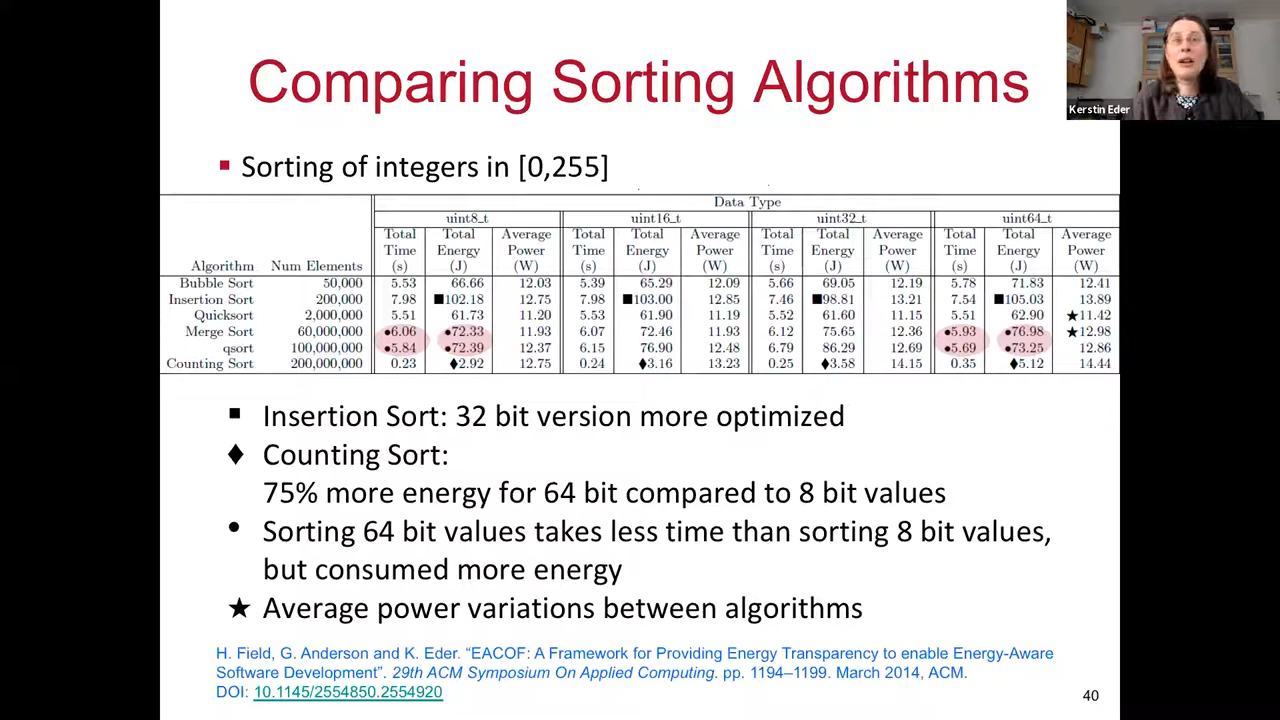 Comparing Sorting Algorithms
Kerstin Eder
▪ Sorting of integers in [0,255]
Data Type
uint8_t uint16_t uint32_t uint64_t
Total Total Average Total Total Average Total Total Average Total Total Average
Time Energy Power Time Energy Power Time Energy Power Time Energy Power
Algorithm Num Elements (s) (J) (W) (s) (J) (W) (s) (J) (W) (s) (J) (W)
Bubble Sort 50,000 5.53 66.66 12.03 5.39 65.29 12.09 5.66 69.05 12.19 5.78 71.83 12.41
Insertion Sort 200,000 7.98 ■102.18 12.75 7.98 ■103.00 12.85 7.46 ■98.81 13.21 7.54 ■105.03 13.89
Quicksort 2,000,000 5.51 61.73 11.20 5.53 61.90 11.19 5.52 61.60 11.15 5.51 62.90 ★11.42
Merge Sort 60,000,000 •6.06 •72.33 11.93 6.07 72.46 11.93 6.12 75.65 12.36 •5.93 •76.98 ★12.98
qsort 100,000,000 •5.84 •72.39 12.37 6.15 76.90 12.48 6.79 86.29 12.69 •5.69 •73.25 12.86
Counting Sort 200,000,000 0.23 ♦2.92 12.75 0.24 ♦3.16 13.23 0.25 ♦3.58 14.15 0.35 ♦5.12 14.44
■ Insertion Sort: 32 bit version more optimized
♦ Counting Sort:
75% more energy for 64 bit compared to 8 bit values
• Sorting 64 bit values takes less time than sorting 8 bit values,
but consumed more energy
★ Average power variations between algorithms
H. Field, G. Anderson and K. Eder. “EACOF: A Framework for Providing Energy Transparency to enable Energy-Aware
Software Development”. 29th ACM Symposium On Applied Computing. pp. 1194–1199. March 2014, ACM.
DOI: 10.1145/2554850.2554920
40